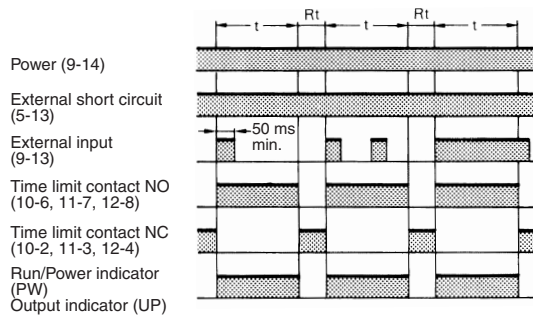 t Rt t Rt t
Power (9-14)
External short circuit
(5-13)
External input
(9-13)
50 ms
min.
Time limit contact NO
(10-6, 11-7, 12-8)
Time limit contact NC
(10-2, 11-3, 12-4)
Run/Power indicator
(PW)
Output indicator (UP)